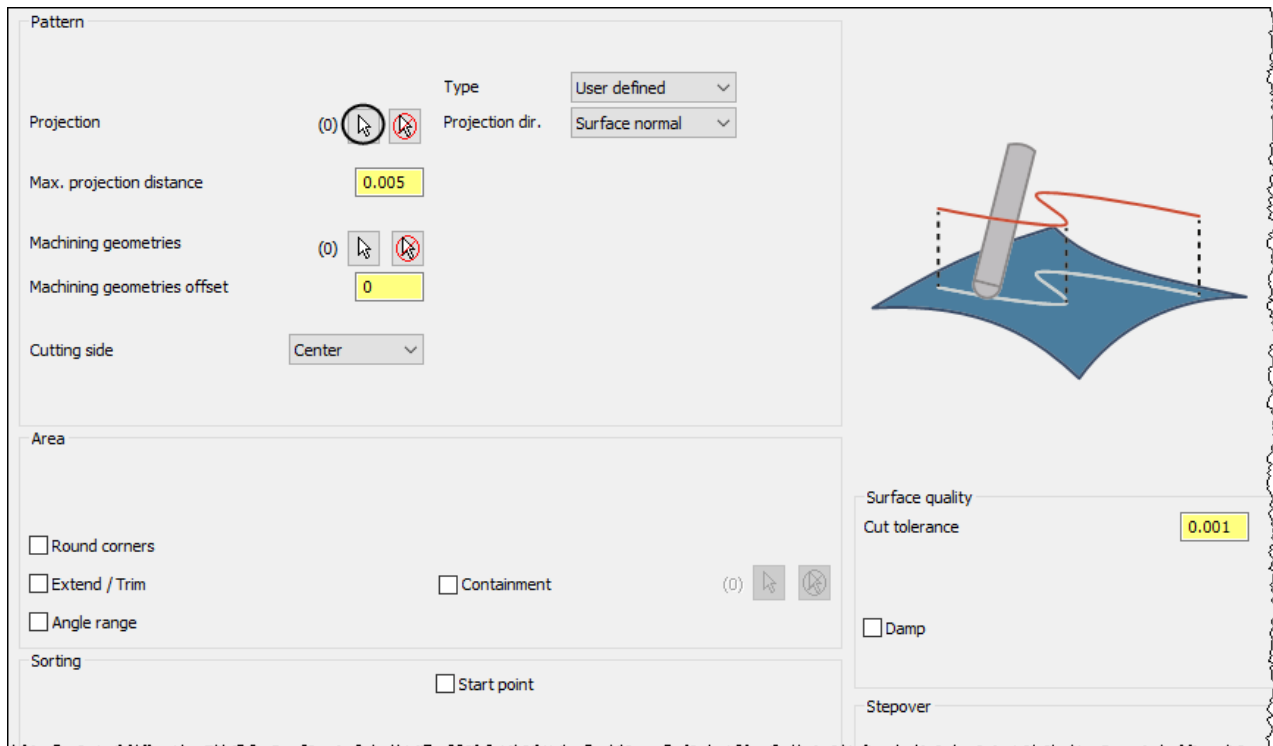 Pattern
Type
User defined
Projection
(0)
Projection dir.
Surface normal
Max. projection distance
0.005
Machining geometries
(0)
Machining geometries offset
0
Cutting side
Center
Area
Round corners
Extend / Trim
Containment
(0)
Angle range
Sorting
Start point
Surface quality
Cut tolerance
0.001
Damp
Stepover